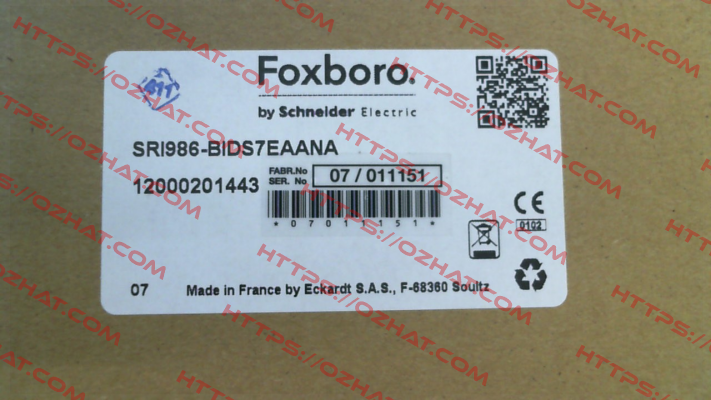 Foxboro.
by Schneider Electric
SRI986-BIDS7EAANA
12000201443
FABR.No
SER. No
07 / 011151
*07011151*
0102
07
Made in France by Eckardt S.A.S., F-68360 Soultz
HTTPS://OZHAT.COM